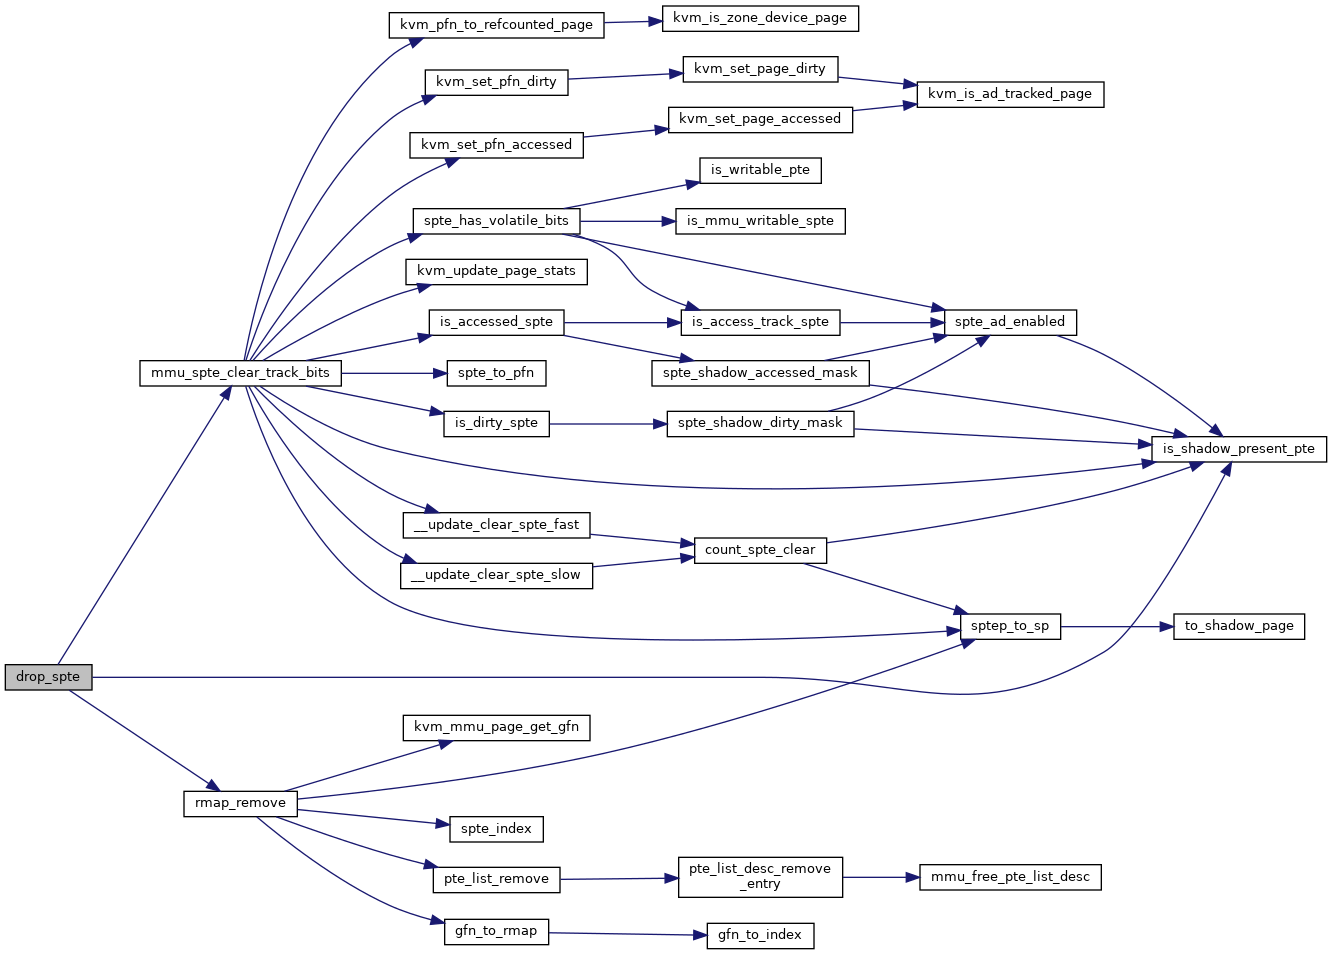 kvm_pfn_to_refcounted_page
kvm_is_zone_device_page
kvm_set_pfn_dirty
kvm_set_page_dirty
kvm_is_ad_tracked_page
kvm_set_pfn_accessed
kvm_set_page_accessed
is_writable_pte
spte_has_volatile_bits
is_mmu_writable_spte
kvm_update_page_stats
is_accessed_spte
is_access_track_spte
spte_ad_enabled
mmu_spte_clear_track_bits
spte_to_pfn
spte_shadow_accessed_mask
is_dirty_spte
spte_shadow_dirty_mask
is_shadow_present_pte
__update_clear_spte_fast
count_spte_clear
__update_clear_spte_slow
sptep_to_sp
to_shadow_page
drop_spte
kvm_mmu_page_get_gfn
rmap_remove
spte_index
pte_list_remove
pte_list_desc_remove
_entry
mmu_free_pte_list_desc
gfn_to_rmap
gfn_to_index